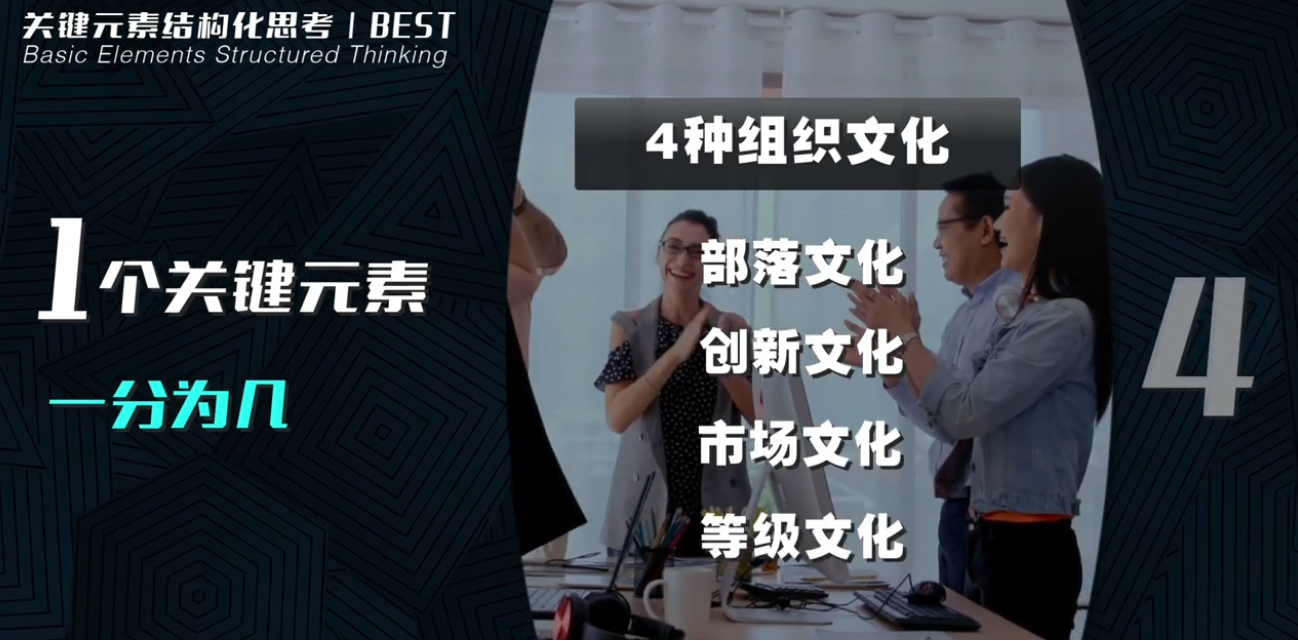 关键元素结构化思考 | BEST
Basic Elements Structured Thinking
1个关键元素
一分为几
4种组织文化
部落文化
创新文化
市场文化
等级文化
4